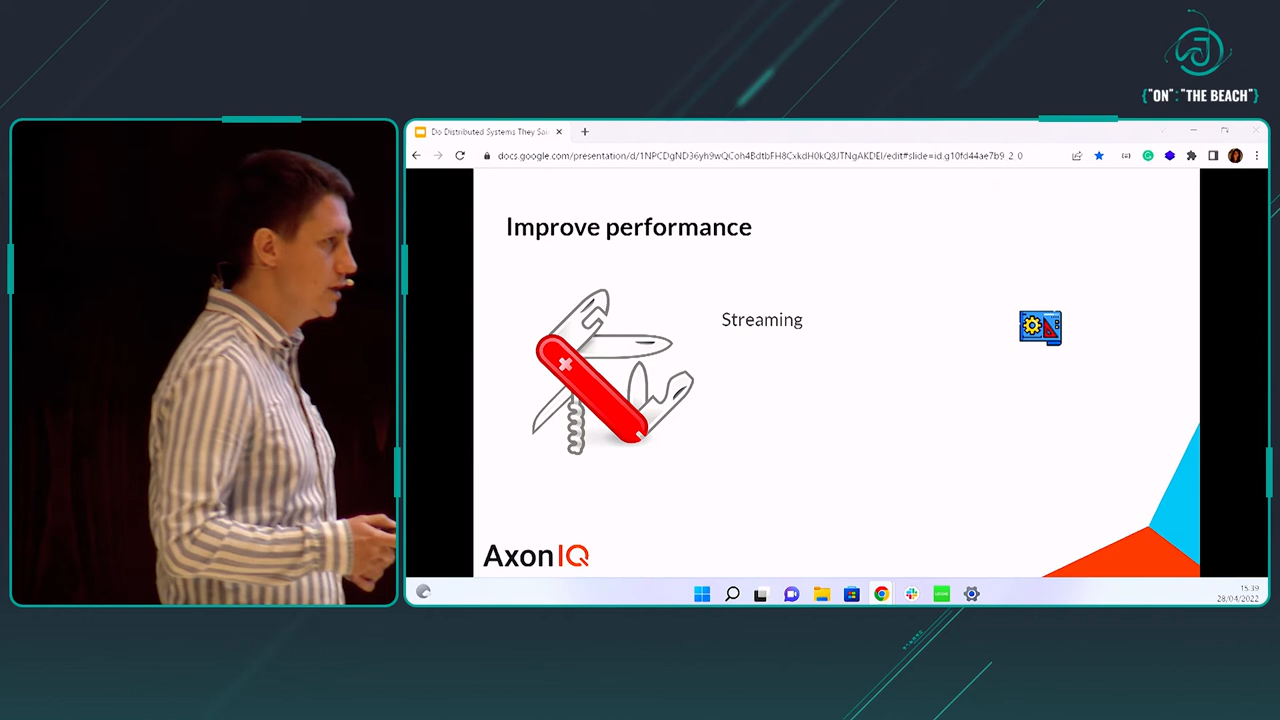 {"ON":"THE BEACH"}
Do Distributed Systems They Sa
docs.google.com/presentation/d/1NPCDgND36yh9wQCoh4BdtbFH8CxkdH0kQ8JTNgAKDEI/edit#slide=id.g10fd44ae7b9_2_0
Improve performance
Streaming
AxonIQ
15:39
28/04/2022